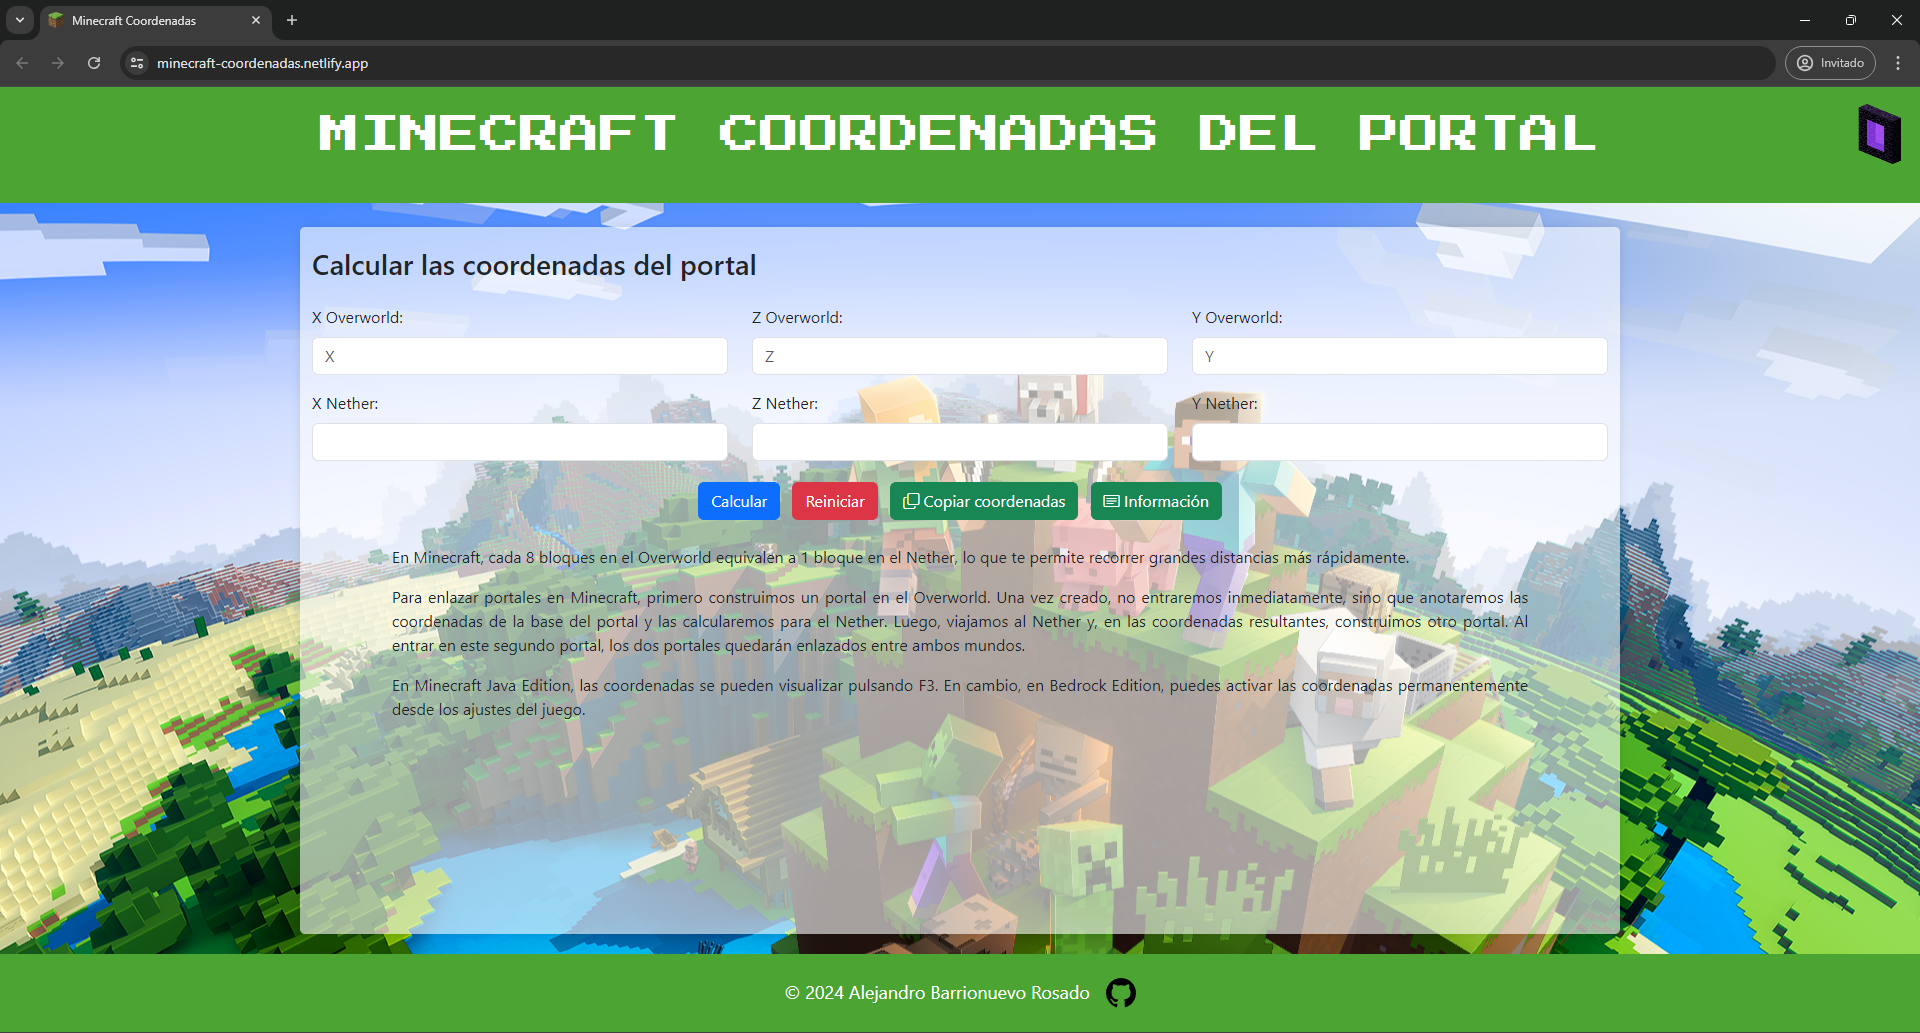 Minecraft Coordenadas
minecraft-coordenadas.netlify.app
Invitado
MINECRAFT COORDENADAS DEL PORTAL
Calcular las coordenadas del portal
X Overworld:
Z Overworld:
Y Overworld:
X
Z
Y
X Nether:
Z Nether:
Y Nether:
Calcular
Reiniciar
Copiar coordenadas
Información
En Minecraft, cada 8 bloques en el Overworld equivalen a 1 bloque en el Nether, lo que te permite recorrer grandes distancias más rápidamente.
Para enlazar portales en Minecraft, primero construimos un portal en el Overworld. Una vez creado, no entraremos inmediatamente, sino que anotaremos las
coordenadas de la base del portal y las calcularemos para el Nether. Luego, viajamos al Nether y, en las coordenadas resultantes, construimos otro portal. Al
entrar en este segundo portal, los dos portales quedarán enlazados entre ambos mundos.
En Minecraft Java Edition, las coordenadas se pueden visualizar pulsando F3. En cambio, en Bedrock Edition, puedes activar las coordenadas permanentemente
desde los ajustes del juego.
© 2024 Alejandro Barrionuevo Rosado